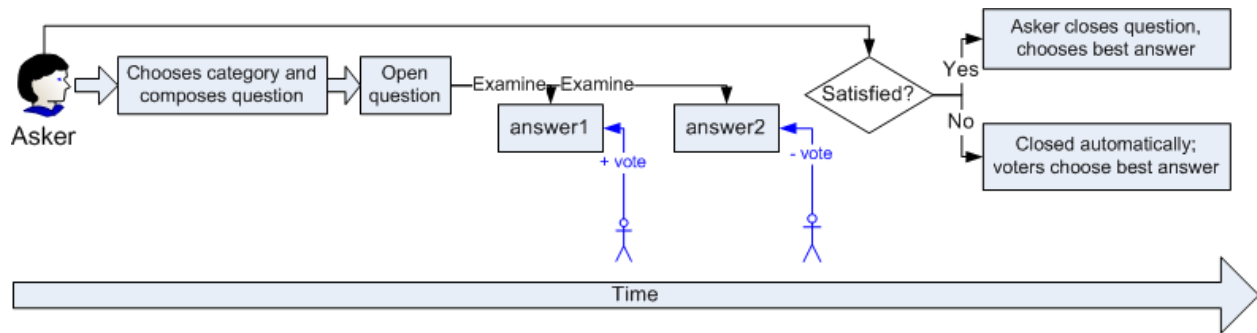 Asker closes question,
chooses best answer
Chooses category and
composes question
Open
question
Examine
Examine
Yes
Satisfied?
No
answer1
answer2
Asker
+ vote
- vote
Closed automatically;
voters choose best answer
Time